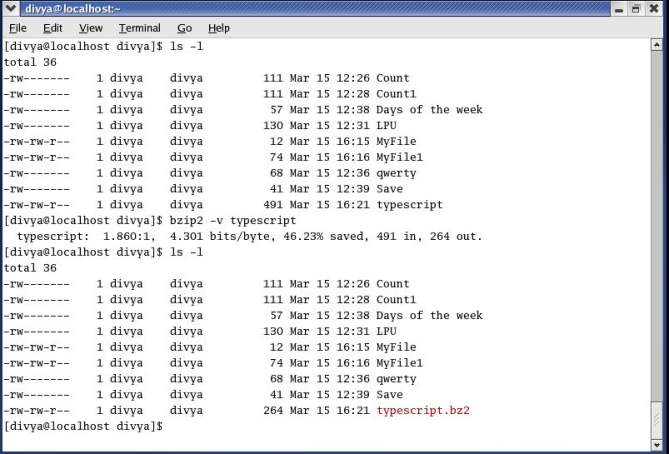 divya@localhost:~
File Edit View Terminal Go Help
[divya@localhost divya]$ ls -l
total 36
-rw------- 1 divya divya 111 Mar 15 12:26 Count
-rw------- 1 divya divya 111 Mar 15 12:28 Count1
-rw------- 1 divya divya 57 Mar 15 12:38 Days of the week
-rw------- 1 divya divya 130 Mar 15 12:31 LPU
-rw-rw-r-- 1 divya divya 12 Mar 15 16:15 MyFile
-rw-rw-r-- 1 divya divya 74 Mar 15 16:16 MyFile1
-rw------- 1 divya divya 68 Mar 15 12:36 qwerty
-rw------- 1 divya divya 41 Mar 15 12:39 Save
-rw-rw-r-- 1 divya divya 491 Mar 15 16:21 typescript
[divya@localhost divya]$ bzip2 -v typescript
typescript: 1.860:1, 4.301 bits/byte, 46.23% saved, 491 in, 264 out.
[divya@localhost divya]$ ls -l
total 36
-rw------- 1 divya divya 111 Mar 15 12:26 Count
-rw------- 1 divya divya 111 Mar 15 12:28 Count1
-rw------- 1 divya divya 57 Mar 15 12:38 Days of the week
-rw------- 1 divya divya 130 Mar 15 12:31 LPU
-rw-rw-r-- 1 divya divya 12 Mar 15 16:15 MyFile
-rw-rw-r-- 1 divya divya 74 Mar 15 16:16 MyFile1
-rw------- 1 divya divya 68 Mar 15 12:36 qwerty
-rw------- 1 divya divya 41 Mar 15 12:39 Save
-rw-rw-r-- 1 divya divya 264 Mar 15 16:21 typescript.bz2
[divya@localhost divya]$